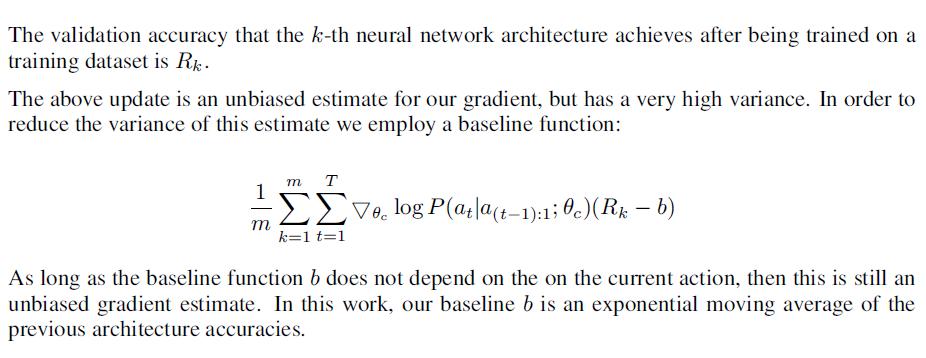 The validation accuracy that the k-th neural network architecture achieves after being trained on a
training dataset is R_k.
The above update is an unbiased estimate for our gradient, but has a very high variance. In order to
reduce the variance of this estimate we employ a baseline function:
\frac{1}{m} \sum_{k=1}^{m} \sum_{t=1}^{T} \nabla_{\theta_c} \log P(a_t|a_{(t-1):1}; \theta_c)(R_k - b)
As long as the baseline function b does not depend on the on the current action, then this is still an
unbiased gradient estimate. In this work, our baseline b is an exponential moving average of the
previous architecture accuracies.